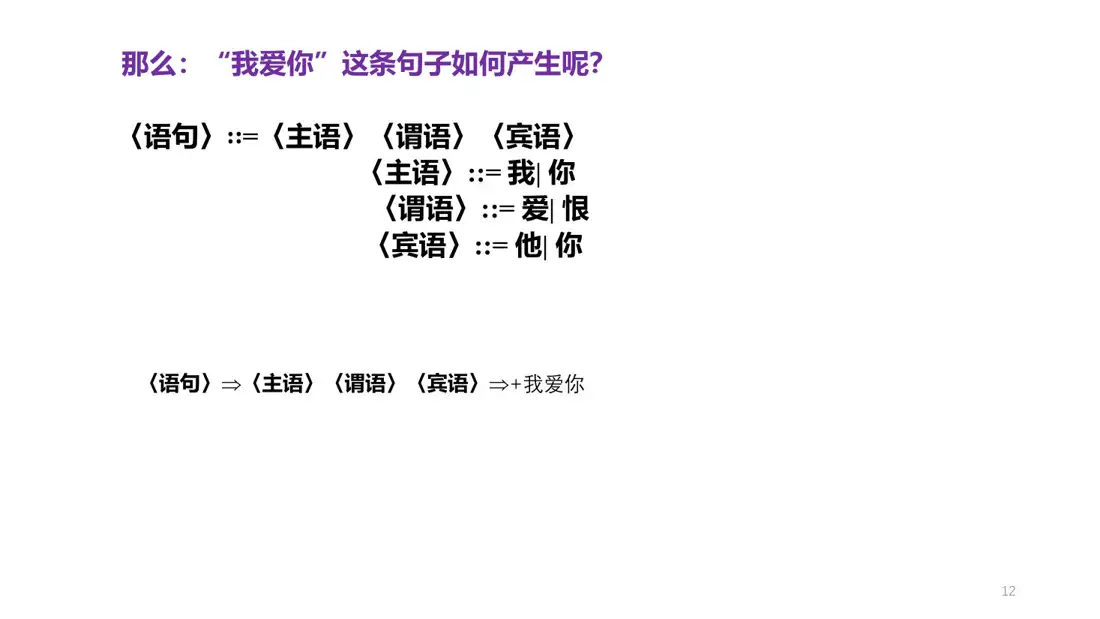 那么：“我爱你”这条句子如何产生呢？
〈语句〉::=〈主语〉〈谓语〉〈宾语〉
〈主语〉::= 我| 你
〈谓语〉::= 爱| 恨
〈宾语〉::= 他| 你
〈语句〉⇒〈主语〉〈谓语〉〈宾语〉⇒+我爱你
12